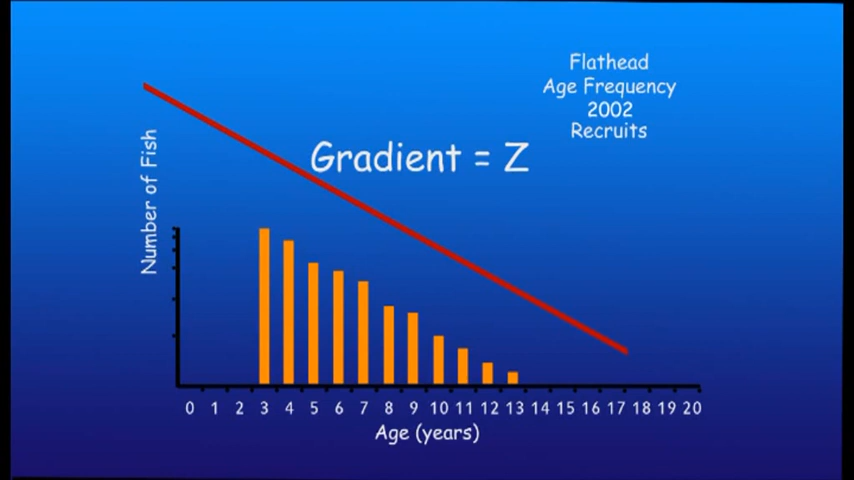 Flathead
Age Frequency
2002
Recruits
Gradient = Z
Number of Fish
0 1 2 3 4 5 6 7 8 9 10 11 12 13 14 15 16 17 18 19 20
Age (years)